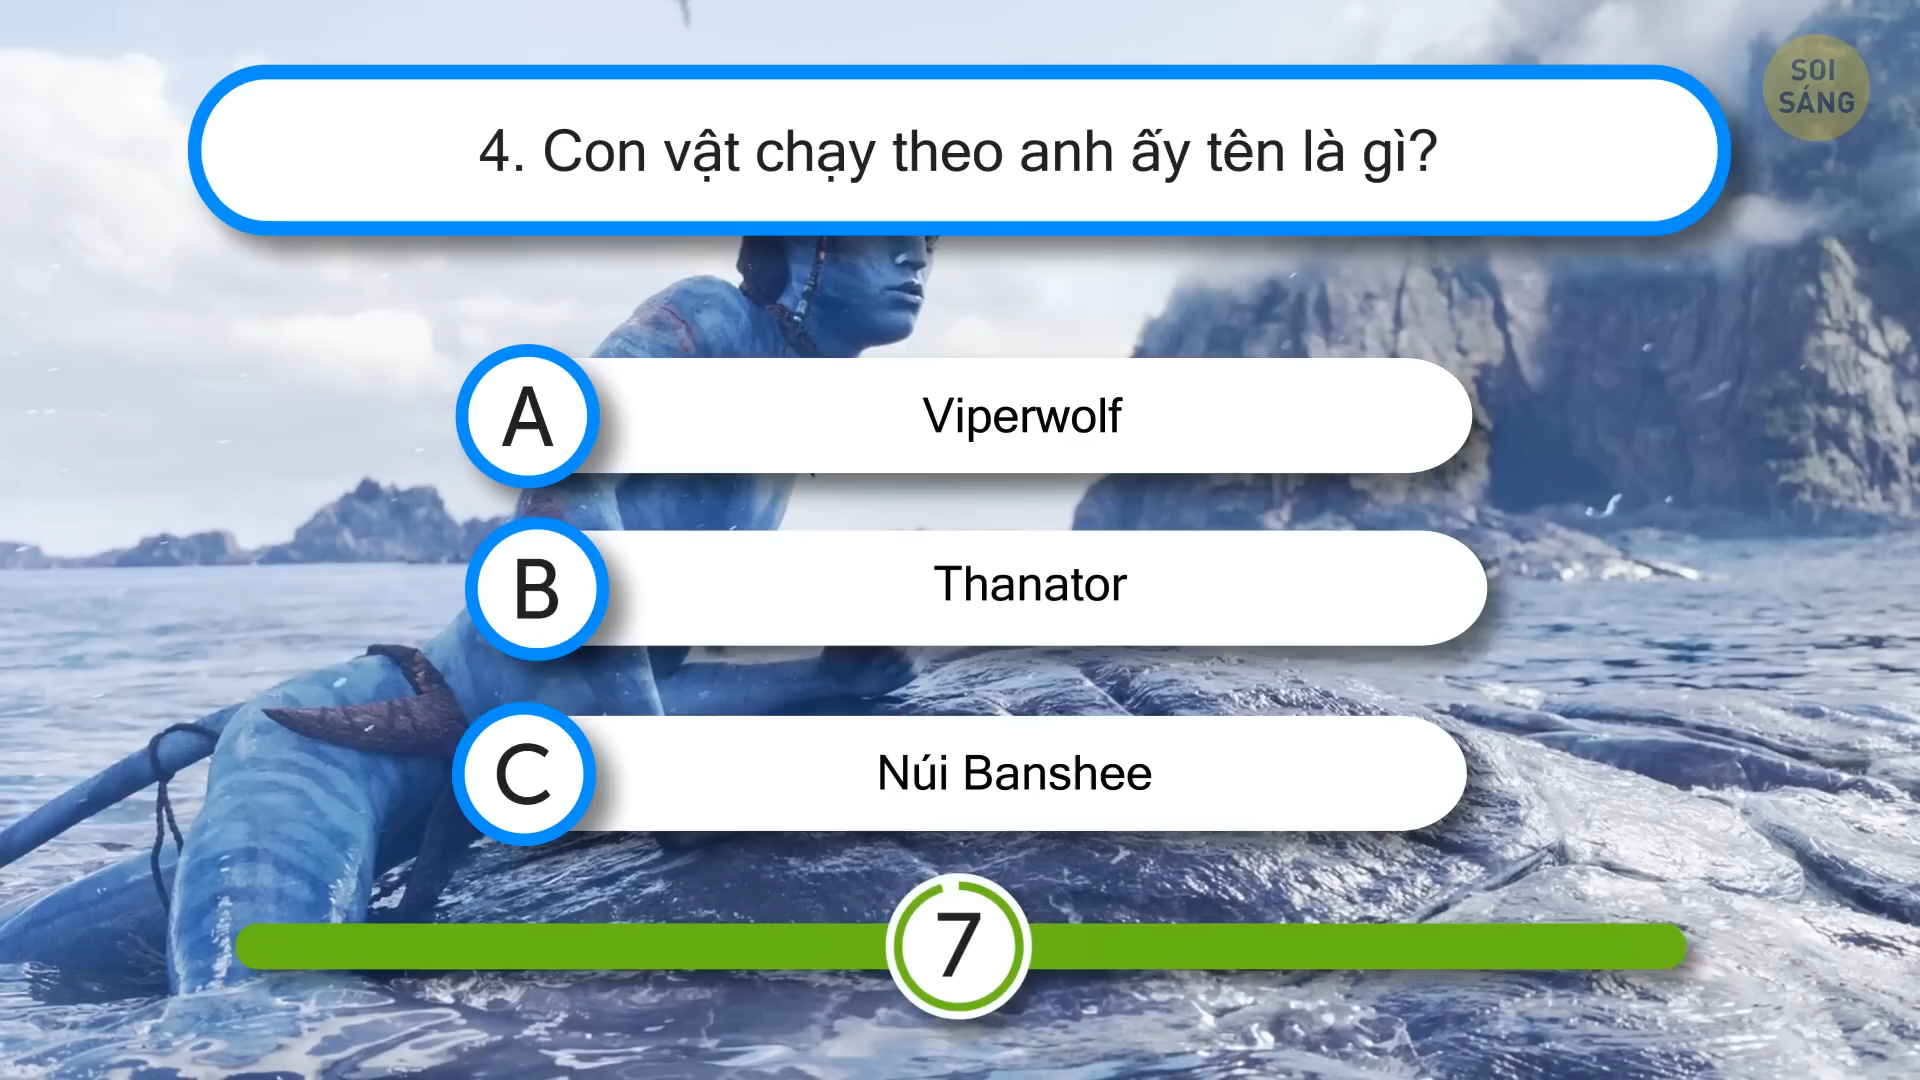 SOI
SÁNG
4. Con vật chạy theo anh ấy tên là gì?
A
Viperwolf
B
Thanator
C
Núi Banshee
7